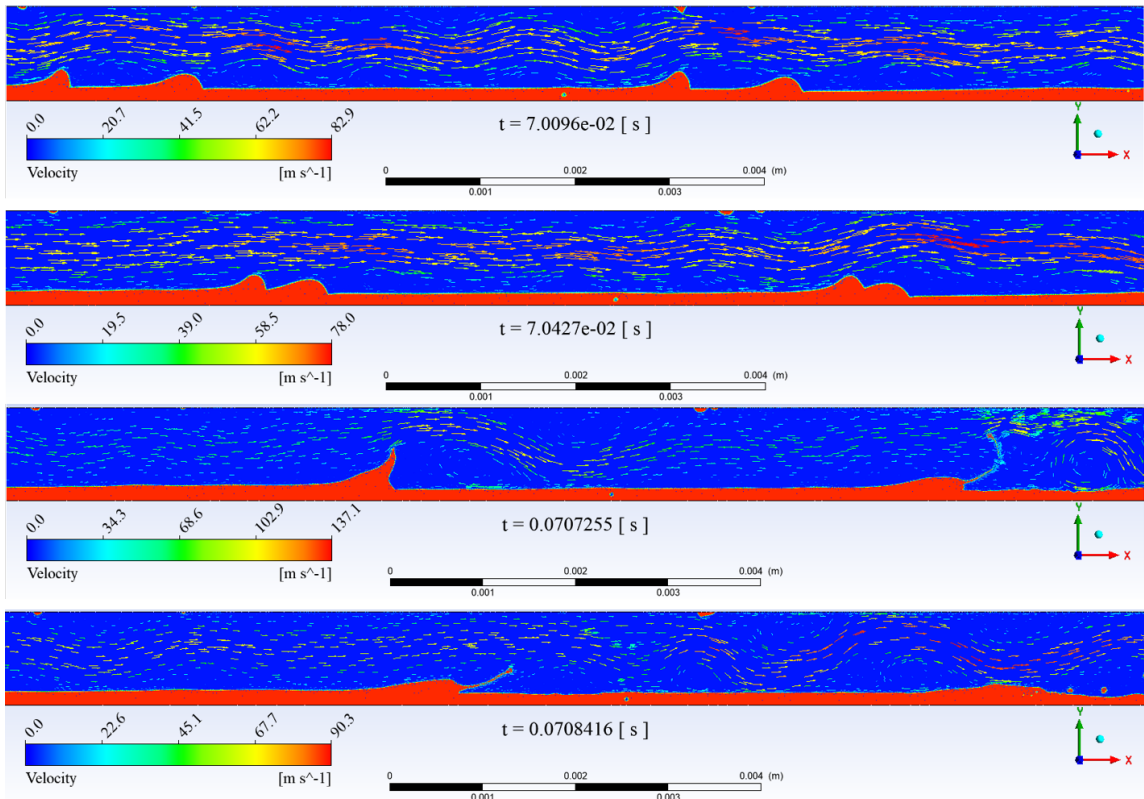 0.0 20.7 41.5 62.2 82.9
Velocity [m s^-1]
t = 7.0096e-02 [ s ]
0 0.002 0.004 (m)
0.001 0.003
Y
X
0.0 19.5 39.0 58.5 78.0
Velocity [m s^-1]
t = 7.0427e-02 [ s ]
0 0.002 0.004 (m)
0.001 0.003
Y
X
0.0 34.3 68.6 102.9 137.1
Velocity [m s^-1]
t = 0.0707255 [ s ]
0 0.002 0.004 (m)
0.001 0.003
Y
X
0.0 22.6 45.1 67.7 90.3
Velocity [m s^-1]
t = 0.0708416 [ s ]
0 0.002 0.004 (m)
0.001 0.003
Y
X